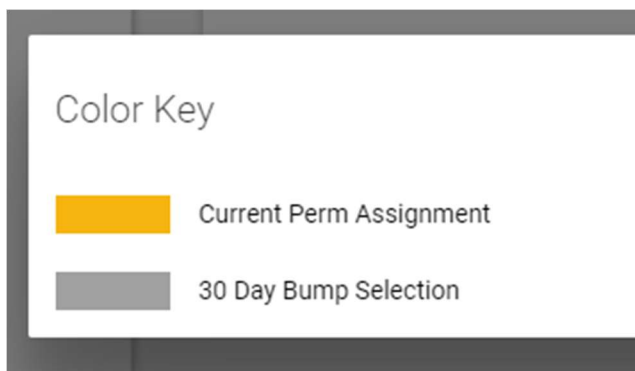 Color Key
Current Perm Assignment
30 Day Bump Selection